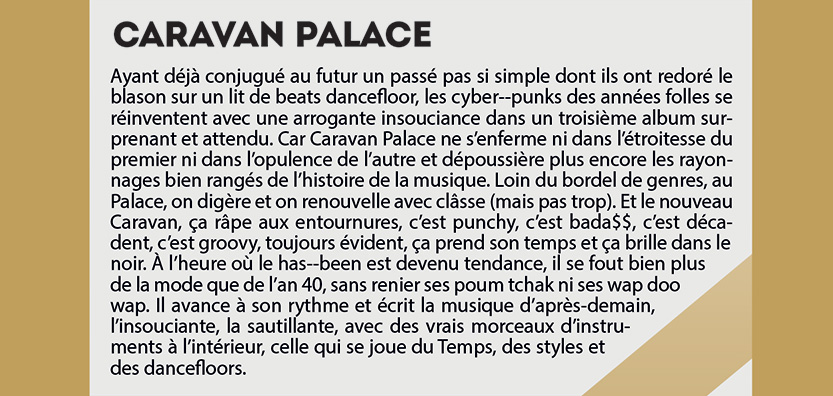 CARAVAN PALACE
Ayant déjà conjugué au futur un passé pas si simple dont ils ont redoré le
blason sur un lit de beats dancefloor, les cyber--punks des années folles se
réinventent avec une arrogante insouciance dans un troisième album sur-
prenant et attendu. Car Caravan Palace ne s’enferme ni dans l’étroitesse du
premier ni dans l’opulence de l’autre et dépoussière plus encore les rayon-
nages bien rangés de l’histoire de la musique. Loin du bordel de genres, au
Palace, on digère et on renouvelle avec clâsse (mais pas trop). Et le nouveau
Caravan, ça râpe aux entournures, c’est punchy, c’est bada$$, c’est déca-
dent, c’est groovy, toujours évident, ça prend son temps et ça brille dans le
noir. À l’heure où le has--been est devenu tendance, il se fout bien plus
de la mode que de l’an 40, sans renier ses poum tchak ni ses wap doo
wap. Il avance à son rythme et écrit la musique d’après-demain,
l’insouciante, la sautillante, avec des vrais morceaux d’instru-
ments à l’intérieur, celle qui se joue du Temps, des styles et
des dancefloors.